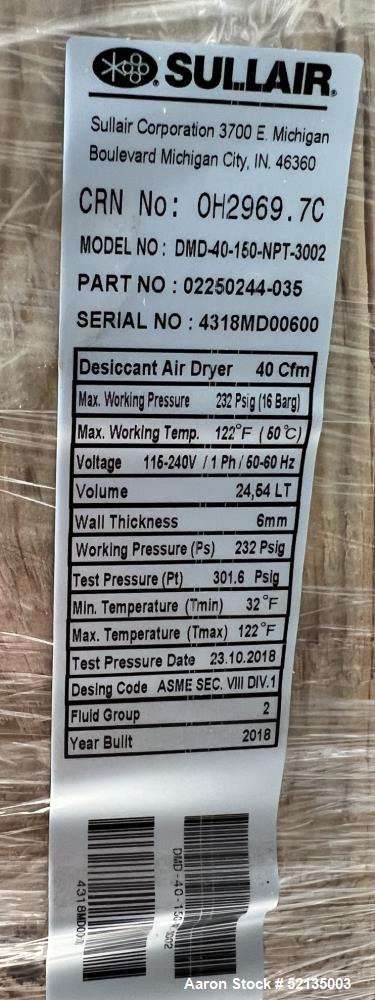 SULLAIR
Sullair Corporation 3700 E. Michigan
Boulevard Michigan City, IN. 46360
CRN No: OH2969.7C
MODEL NO : DMD-40-150-NPT-3002
PART NO : 02250244-035
SERIAL NO : 4318MD00600
Desiccant Air Dryer 40 Cfm
Max. Working Pressure 232 Psig (16 Barg)
Max. Working Temp. 122°F (50°C)
Voltage 115-240V / 1 Ph / 50-60 Hz
Volume 24,54 LT
Wall Thickness 6mm
Working Pressure (Ps) 232 Psig
Test Pressure (Pt) 301.6 Psig
Min. Temperature (Tmin) 32°F
Max. Temperature (Tmax) 122°F
Test Pressure Date 23.10.2018
Desing Code ASME SEC. VIII DIV.1
Fluid Group 2
Year Built 2018
Aaron Stock # 52135003